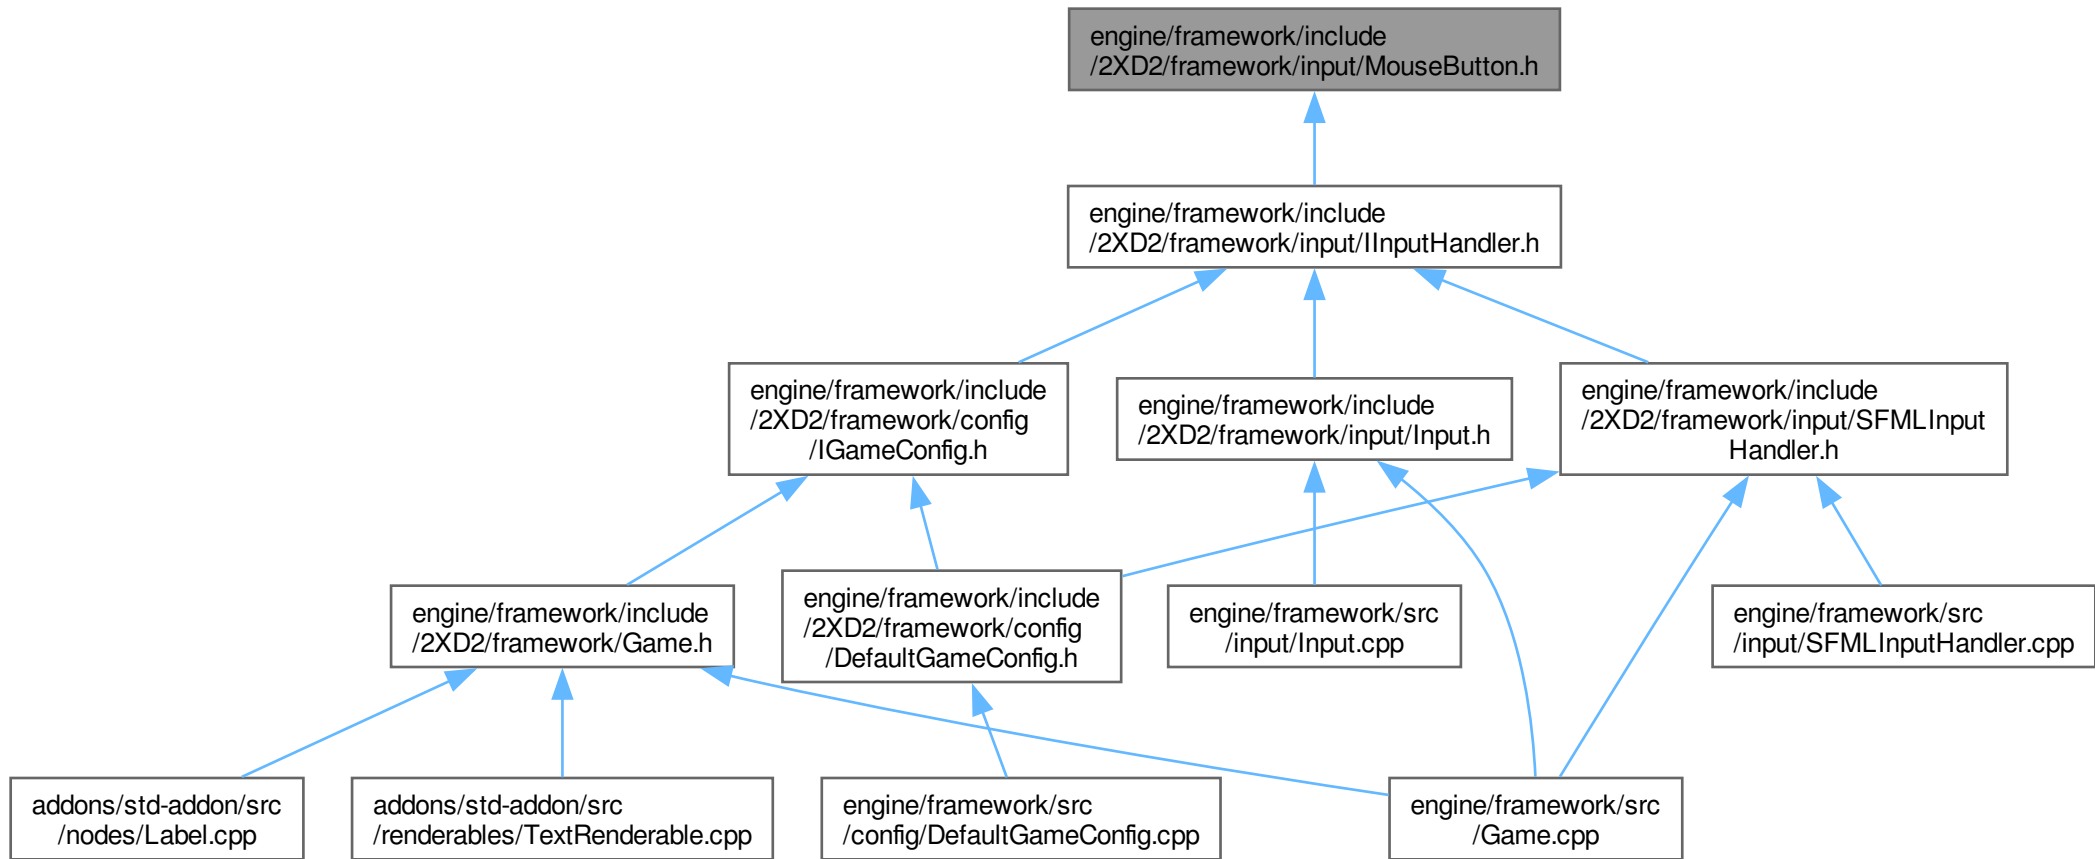 engine/framework/include
/2XD2/framework/input/MouseButton.h
engine/framework/include
/2XD2/framework/input/IInputHandler.h
engine/framework/include
/2XD2/framework/config
/IGameConfig.h
engine/framework/include
/2XD2/framework/input/Input.h
engine/framework/include
/2XD2/framework/input/SFMLInput
Handler.h
engine/framework/include
/2XD2/framework/Game.h
engine/framework/include
/2XD2/framework/config
/DefaultGameConfig.h
engine/framework/src
/input/Input.cpp
engine/framework/src
/input/SFMLInputHandler.cpp
addons/std-addon/src
/nodes/Label.cpp
addons/std-addon/src
/renderables/TextRenderable.cpp
engine/framework/src
/config/DefaultGameConfig.cpp
engine/framework/src
/Game.cpp